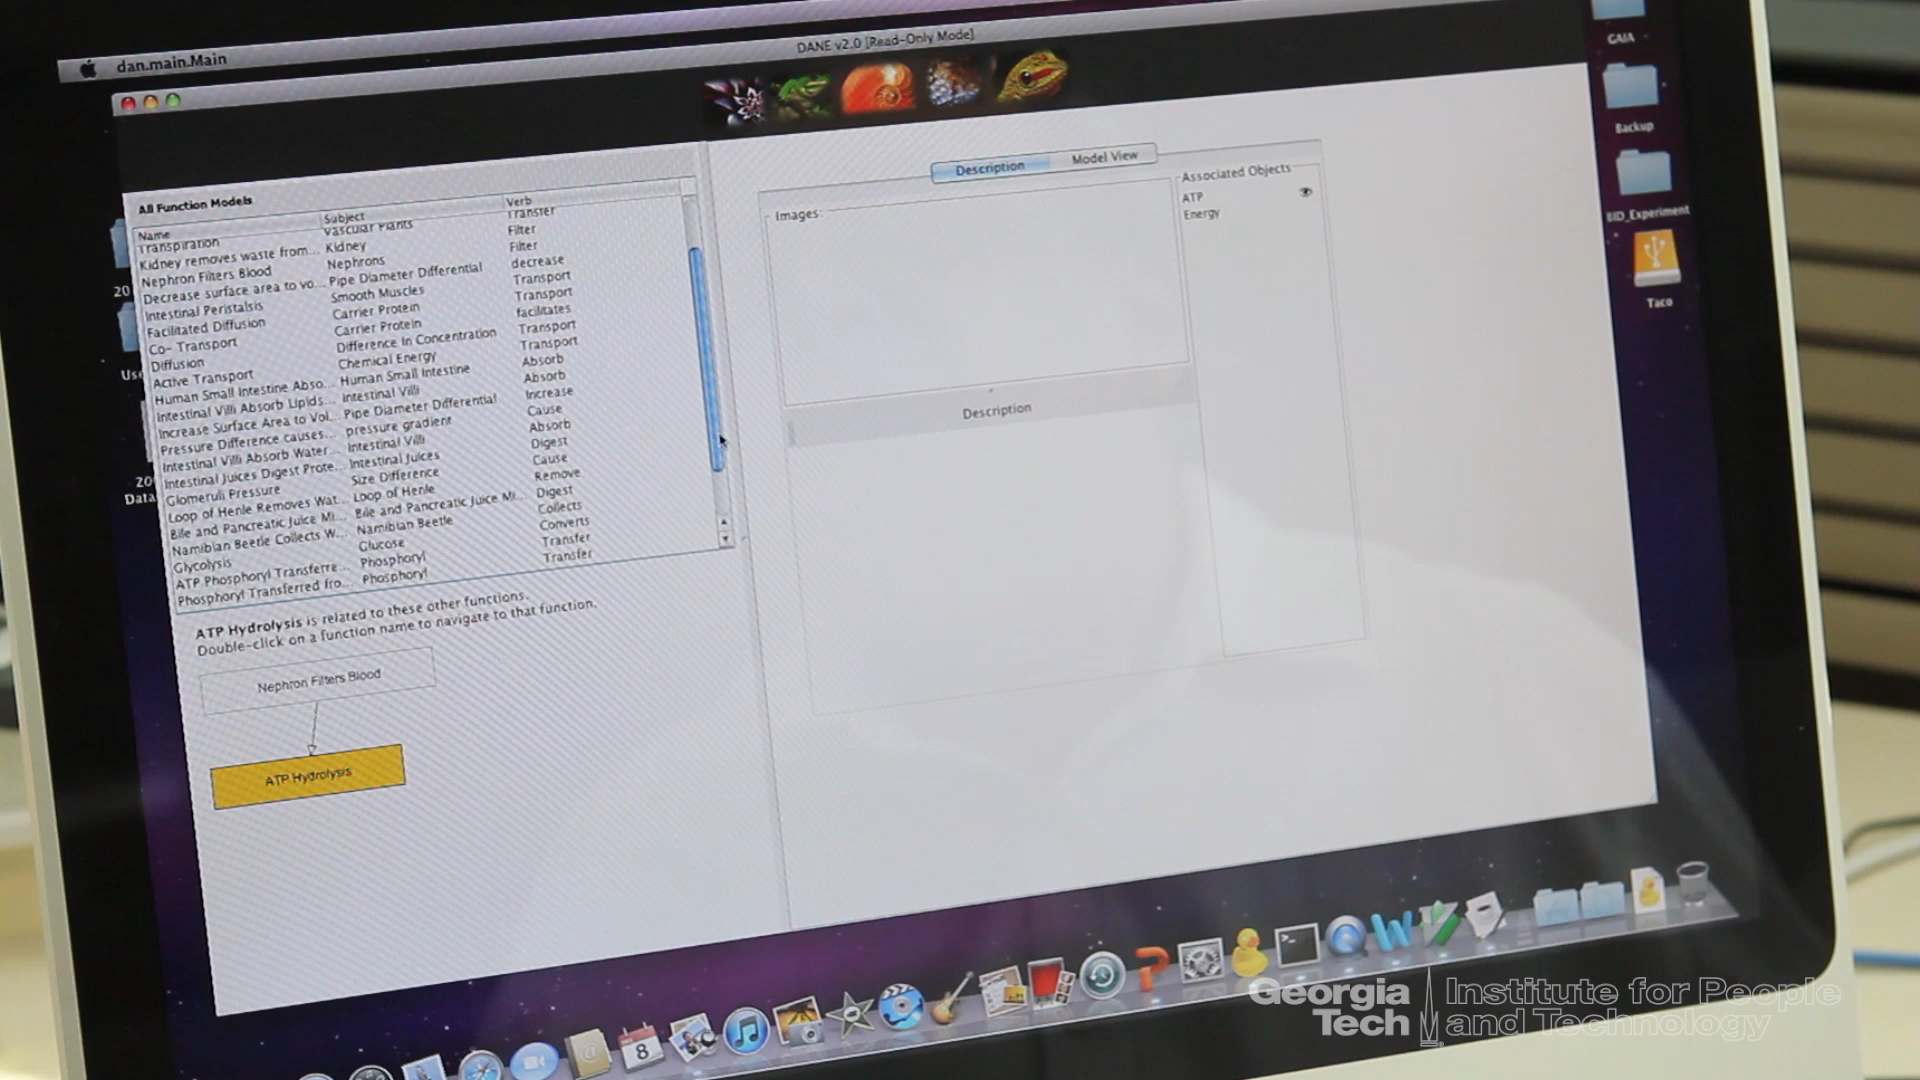 dan.main.Main
DANE v2.0 [Read-Only Mode]
All Function Models
Name Subject Verb
Transpiration Vascular Plants Transfer
Kidney removes waste from... Kidney Filter
Nephron Filters Blood Nephrons Filter
Decrease surface area to vo... Pipe Diameter Differential decrease
Intestinal Peristalsis Smooth Muscles Transport
Facilitated Diffusion Carrier Protein Transport
Co- Transport Carrier Protein facilitates
Diffusion Difference In Concentration Transport
Active Transport Chemical Energy Transport
Human Small Intestine Abso... Human Small Intestine Absorb
Intestinal Villi Absorb Lipids... Intestinal Villi Absorb
Increase Surface Area to Vol... Pipe Diameter Differential Increase
Pressure Difference causes... pressure gradient Cause
Intestinal Villi Absorb Water... Intestinal Villi Absorb
Intestinal Juices Digest Prote... Intestinal Juices Digest
Glomeruli Pressure Size Difference Cause
Loop of Henle Removes Wat... Loop of Henle Remove
Bile and Pancreatic Juice Mi... Bile and Pancreatic Juice Mi... Digest
Namibian Beetle Collects W... Namibian Beetle Collects
Glycolysis Glucose Converts
ATP Phosphoryl Transferre... Phosphoryl Transfer
Phosphoryl Transferred fro... Phosphoryl Transfer
ATP Hydrolysis is related to these other functions.
Double-click on a function name to navigate to that function.
Nephron Filters Blood
ATP Hydrolysis
Description Model View
Images:
Description
Associated Objects
ATP
Energy
GAIA
Backup
BID_Experiment
Taco
20
Us
20
Data
8
Georgia Tech
Institute for People
and Technology